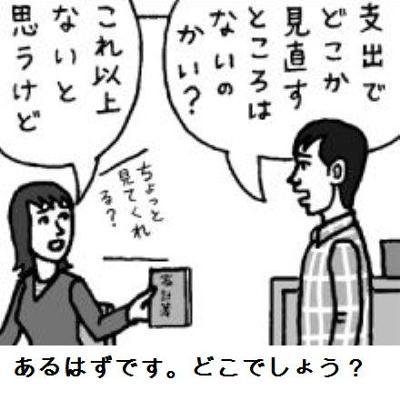 支出で
どこか
見直す
ところは
ないの
かい？
これ以上
ないと
思うけど
ちょっと
見てくれ
る？
家計簿
あるはずです。どこでしょう？